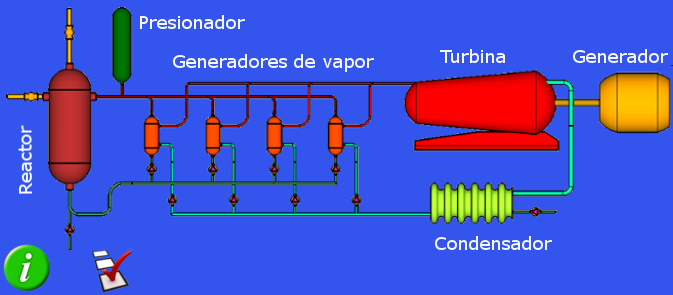 Presionador
Generadores de vapor
Turbina
Generador
Reactor
Condensador
i